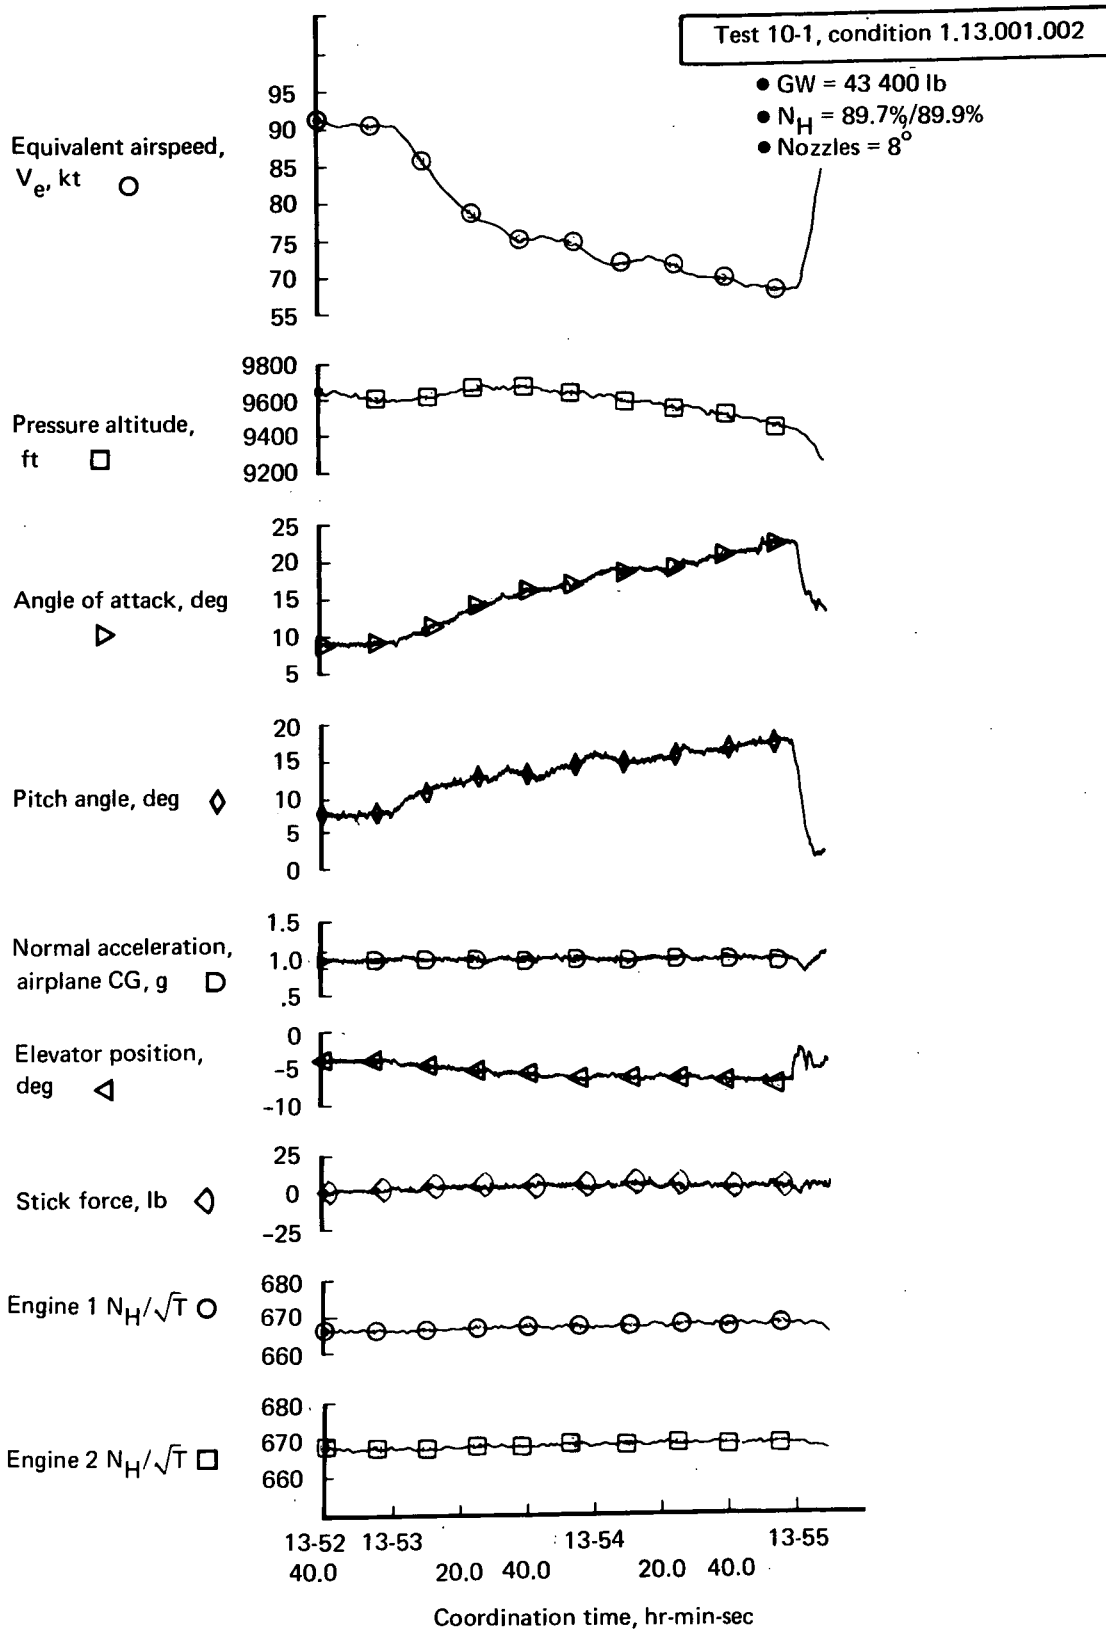 Test 10-1, condition 1.13.001.002
● GW = 43 400 lb
● NH = 89.7%/89.9%
● Nozzles = 8°
Equivalent airspeed,
Ve, kt
95
90
85
80
75
70
55
Pressure altitude,
ft
9800
9600
9400
9200
Angle of attack, deg
25
20
15
10
5
Pitch angle, deg
20
15
10
5
0
Normal acceleration,
airplane CG, g
1.5
1.0
.5
Elevator position,
deg
0
-5
-10
Stick force, lb
25
0
-25
Engine 1 NH/√T
680
670
660
Engine 2 NH/√T
680
670
660
13-52 13-53 13-54 13-55
40.0 20.0 40.0 20.0 40.0
Coordination time, hr-min-sec